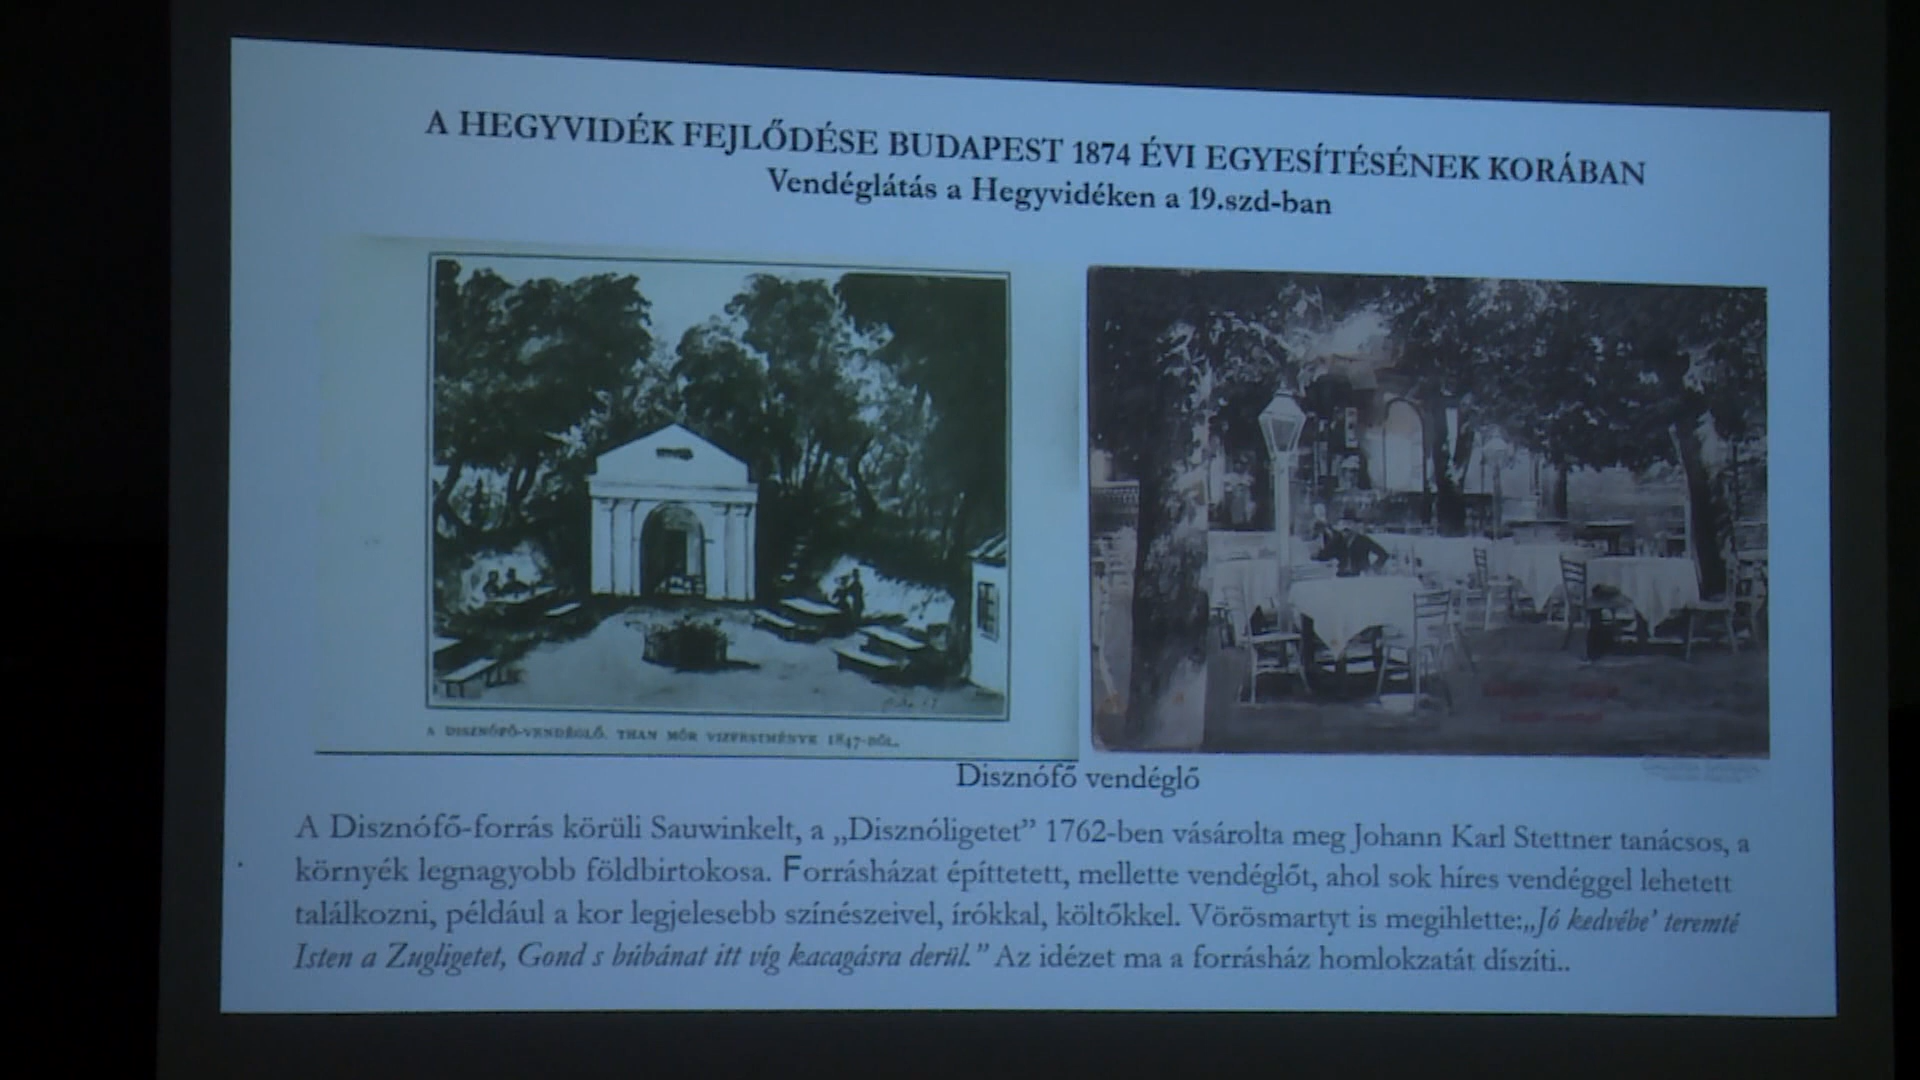 A HEGYVIDÉK FEJLŐDÉSE BUDAPEST 1874 ÉVI EGYESÍTÉSÉNEK KORÁBAN
Vendéglátás a Hegyvidéken a 19.szd-ban
A DISZNÓFŐ-VENDÉGLŐ. THAN MÓR VIZFESTMÉNYE 1847-BŐL.
Disznófő vendéglő
A Disznófő-forrás körüli Sauwinkelt, a „Disznóligetet” 1762-ben vásárolta meg Johann Karl Stettner tanácsos, a
környék legnagyobb földbirtokosa. Forrásházat építtetett, mellette vendéglőt, ahol sok híres vendéggel lehetett
találkozni, például a kor legjelesebb színészeivel, írókkal, költőkkel. Vörösmartyt is megihlette:„Jó kedvébe’ teremté
Isten a Zugligetet, Gond s búbánat itt víg kacagásra derül.” Az idézet ma a forrásház homlokzatát díszíti..